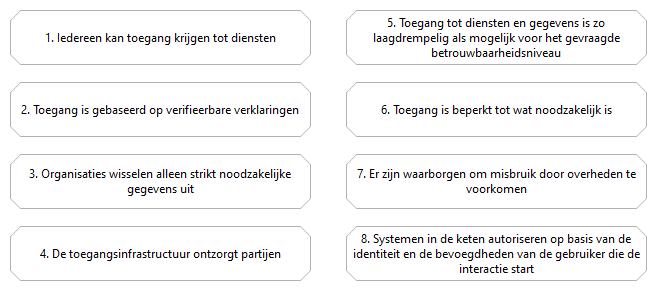 1. Iedereen kan toegang krijgen tot diensten
2. Toegang is gebaseerd op verifieerbare verklaringen
3. Organisaties wisselen alleen strikt noodzakelijke
gegevens uit
4. De toegangsinfrastructuur ontzorgt partijen
5. Toegang tot diensten en gegevens is zo
laagdrempelig als mogelijk voor het gevraagde
betrouwbaarheidsniveau
6. Toegang is beperkt tot wat noodzakelijk is
7. Er zijn waarborgen om misbruik door overheden te
voorkomen
8. Systemen in de keten autoriseren op basis van de
identiteit en de bevoegdheden van de gebruiker die de
interactie start